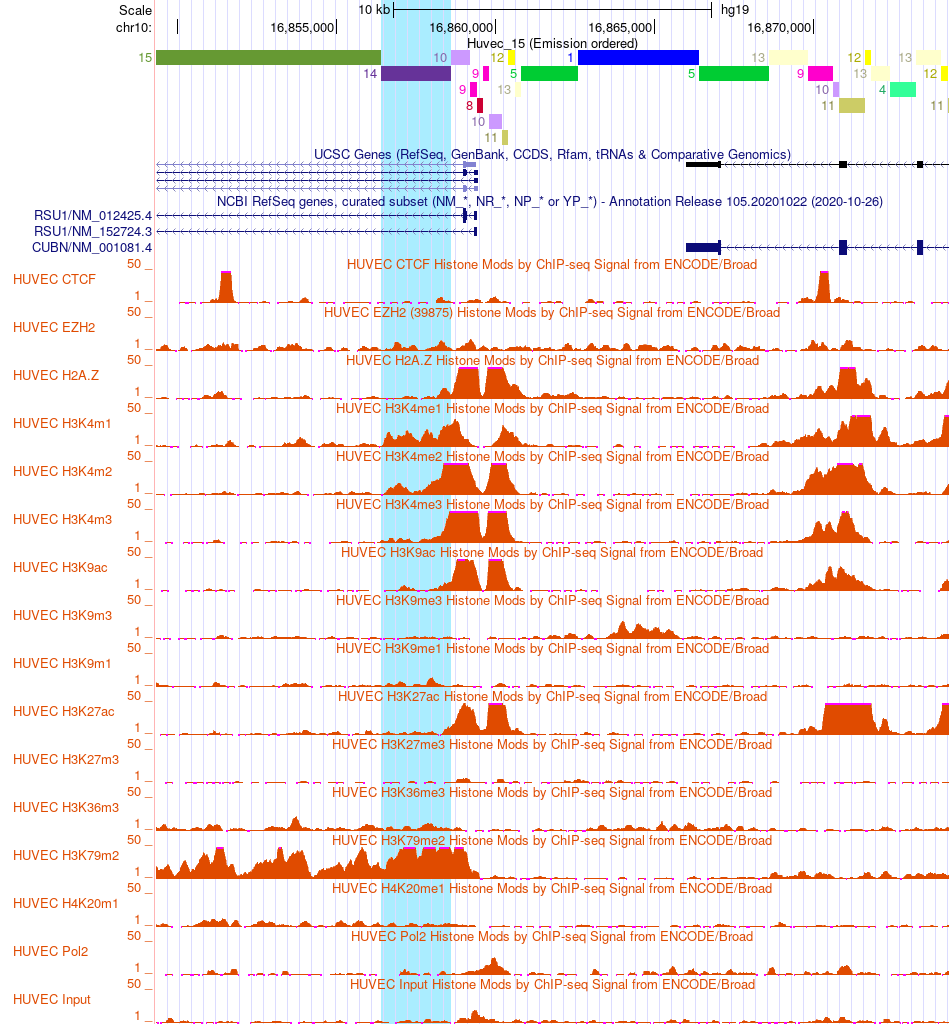 Scale 10 kb hg19
chr10: 16,855,000 16,860,000 16,865,000 16,870,000
Huvec_15 (Emission ordered)
15 10 12 1 13 12 13
14 9 5 5 9 13 12
9 13 10 4
8 11 11
10
11
UCSC Genes (RefSeq, GenBank, CCDS, Rfam, tRNAs & Comparative Genomics)
NCBI RefSeq genes, curated subset (NM_*, NR_*, NP_* or YP_*) - Annotation Release 105.20201022 (2020-10-26)
RSU1/NM_012425.4
RSU1/NM_152724.3
CUBN/NM_001081.4
50 _ HUVEC CTCF Histone Mods by ChIP-seq Signal from ENCODE/Broad
HUVEC CTCF
1 _
50 _ HUVEC EZH2 (39875) Histone Mods by ChIP-seq Signal from ENCODE/Broad
HUVEC EZH2
1 _
50 _ HUVEC H2A.Z Histone Mods by ChIP-seq Signal from ENCODE/Broad
HUVEC H2A.Z
1 _
50 _ HUVEC H3K4me1 Histone Mods by ChIP-seq Signal from ENCODE/Broad
HUVEC H3K4m1
1 _
50 _ HUVEC H3K4me2 Histone Mods by ChIP-seq Signal from ENCODE/Broad
HUVEC H3K4m2
1 _
50 _ HUVEC H3K4me3 Histone Mods by ChIP-seq Signal from ENCODE/Broad
HUVEC H3K4m3
1 _
50 _ HUVEC H3K9ac Histone Mods by ChIP-seq Signal from ENCODE/Broad
HUVEC H3K9ac
1 _
50 _ HUVEC H3K9me3 Histone Mods by ChIP-seq Signal from ENCODE/Broad
HUVEC H3K9m3
1 _
50 _ HUVEC H3K9me1 Histone Mods by ChIP-seq Signal from ENCODE/Broad
HUVEC H3K9m1
1 _
50 _ HUVEC H3K27ac Histone Mods by ChIP-seq Signal from ENCODE/Broad
HUVEC H3K27ac
1 _
50 _ HUVEC H3K27me3 Histone Mods by ChIP-seq Signal from ENCODE/Broad
HUVEC H3K27m3
1 _
50 _ HUVEC H3K36me3 Histone Mods by ChIP-seq Signal from ENCODE/Broad
HUVEC H3K36m3
1 _
50 _ HUVEC H3K79me2 Histone Mods by ChIP-seq Signal from ENCODE/Broad
HUVEC H3K79m2
1 _
50 _ HUVEC H4K20me1 Histone Mods by ChIP-seq Signal from ENCODE/Broad
HUVEC H4K20m1
1 _
50 _ HUVEC Pol2 Histone Mods by ChIP-seq Signal from ENCODE/Broad
HUVEC Pol2
1 _
50 _ HUVEC Input Histone Mods by ChIP-seq Signal from ENCODE/Broad
HUVEC Input
1 _